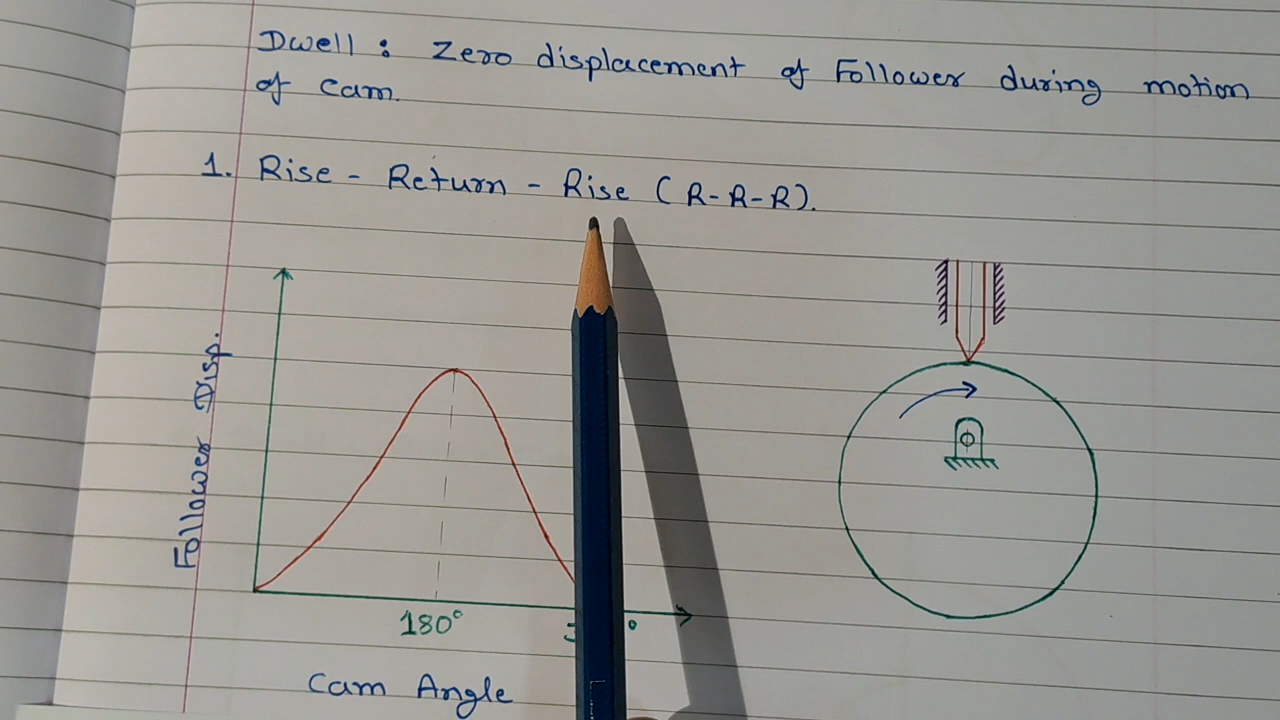 Dwell : Zero displacement of Follower during motion
of Cam.
1. Rise - Return - Rise (R-R-R).
Follower Disp.
180°
Cam Angle